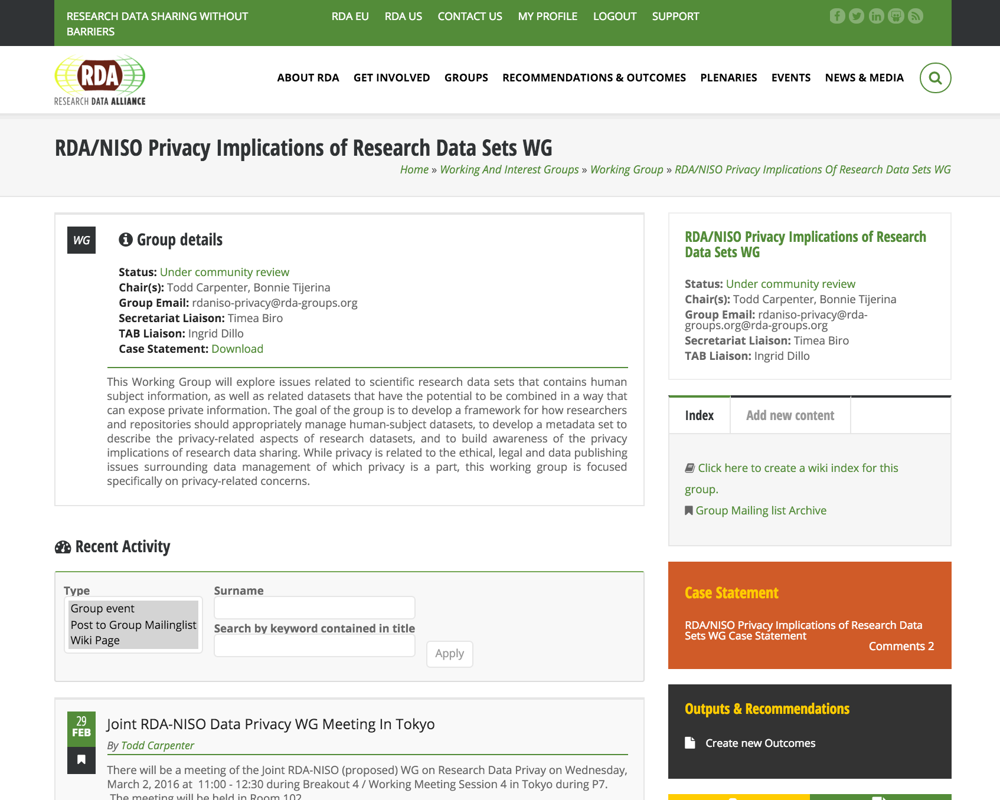 RESEARCH DATA SHARING WITHOUT
BARRIERS
RDA EU RDA US CONTACT US MY PROFILE LOGOUT SUPPORT
RDA
RESEARCH DATA ALLIANCE
ABOUT RDA GET INVOLVED GROUPS RECOMMENDATIONS & OUTCOMES PLENARIES EVENTS NEWS & MEDIA
RDA/NISO Privacy Implications of Research Data Sets WG
Home » Working And Interest Groups » Working Group » RDA/NISO Privacy Implications Of Research Data Sets WG
WG
Group details
Status: Under community review
Chair(s): Todd Carpenter, Bonnie Tijerina
Group Email: rdaniso-privacy@rda-groups.org
Secretariat Liaison: Timea Biro
TAB Liaison: Ingrid Dillo
Case Statement: Download
This Working Group will explore issues related to scientific research data sets that contains human
subject information, as well as related datasets that have the potential to be combined in a way that
can expose private information. The goal of the group is to develop a framework for how researchers
and repositories should appropriately manage human-subject datasets, to develop a metadata set to
describe the privacy-related aspects of research datasets, and to build awareness of the privacy
implications of research data sharing. While privacy is related to the ethical, legal and data publishing
issues surrounding data management of which privacy is a part, this working group is focused
specifically on privacy-related concerns.
Recent Activity
Type
Group event
Post to Group Mailinglist
Wiki Page
Surname
Search by keyword contained in title
Apply
29
FEB
Joint RDA-NISO Data Privacy WG Meeting In Tokyo
By Todd Carpenter
There will be a meeting of the Joint RDA-NISO (proposed) WG on Research Data Privay on Wednesday,
March 2, 2016 at 11:00 - 12:30 during Breakout 4 / Working Meeting Session 4 in Tokyo during P7.
The meeting will be held in Room 102
RDA/NISO Privacy Implications of Research
Data Sets WG
Status: Under community review
Chair(s): Todd Carpenter, Bonnie Tijerina
Group Email: rdaniso-privacy@rda-
groups.org@rda-groups.org
Secretariat Liaison: Timea Biro
TAB Liaison: Ingrid Dillo
Index Add new content
Click here to create a wiki index for this
group.
Group Mailing list Archive
Case Statement
RDA/NISO Privacy Implications of Research Data
Sets WG Case Statement
Comments 2
Outputs & Recommendations
Create new Outcomes